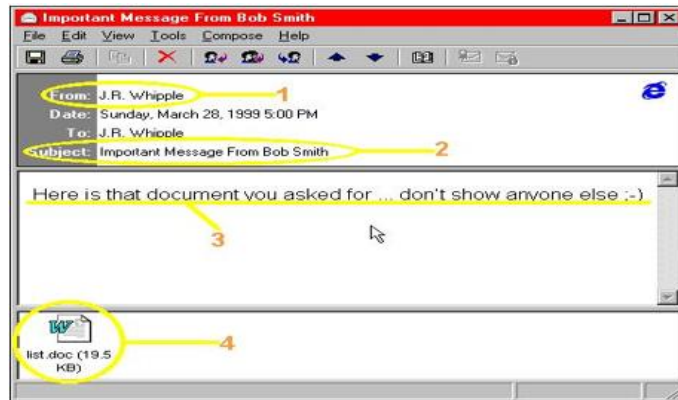 Important Message From Bob Smith
File Edit View Tools Compose Help
From: J.R. Whipple 1
Date: Sunday, March 28, 1999 5:00 PM
To: J.R. Whipple
Subject: Important Message From Bob Smith 2
Here is that document you asked for ... don't show anyone else ;-)
3
W
4
list.doc (19.5
KB)